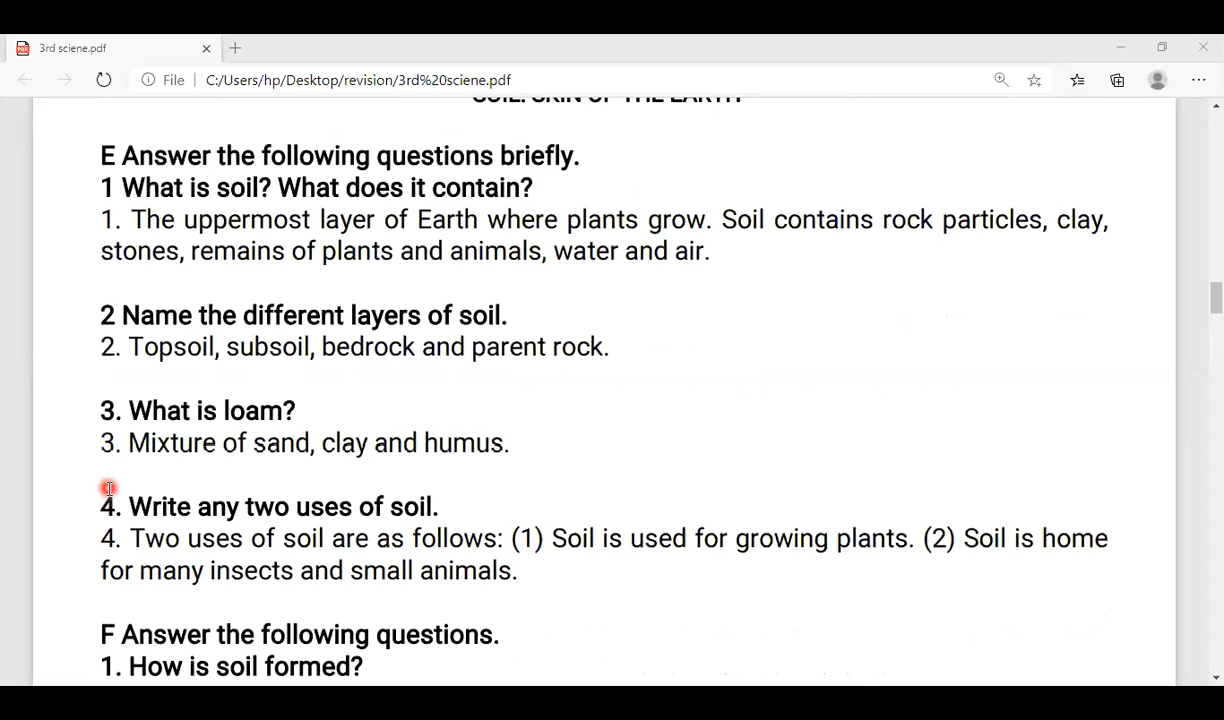 3rd sciene.pdf
File
C:/Users/hp/Desktop/revision/3rd%20sciene.pdf
SOIL: SKIN OF THE EARTH
E Answer the following questions briefly.
1 What is soil? What does it contain?
1. The uppermost layer of Earth where plants grow. Soil contains rock particles, clay,
stones, remains of plants and animals, water and air.
2 Name the different layers of soil.
2. Topsoil, subsoil, bedrock and parent rock.
3. What is loam?
3. Mixture of sand, clay and humus.
4. Write any two uses of soil.
4. Two uses of soil are as follows: (1) Soil is used for growing plants. (2) Soil is home
for many insects and small animals.
F Answer the following questions.
1. How is soil formed?